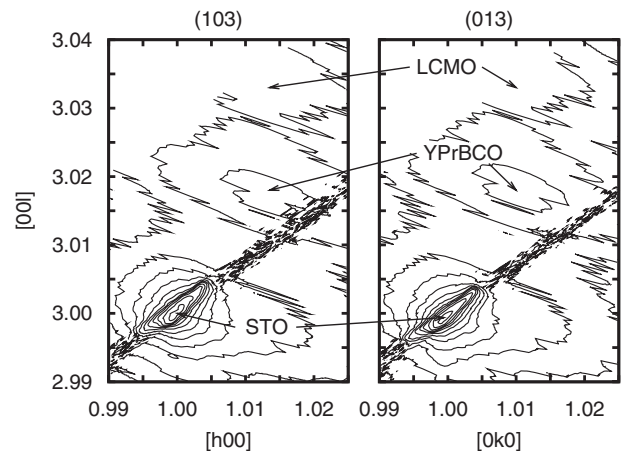 (103)
(013)
3.04
3.03
3.02
3.01
3.00
2.99
[00l]
LCMO
YPrBCO
STO
0.99 1.00 1.01 1.02
0.99 1.00 1.01 1.02
[h00]
[0k0]